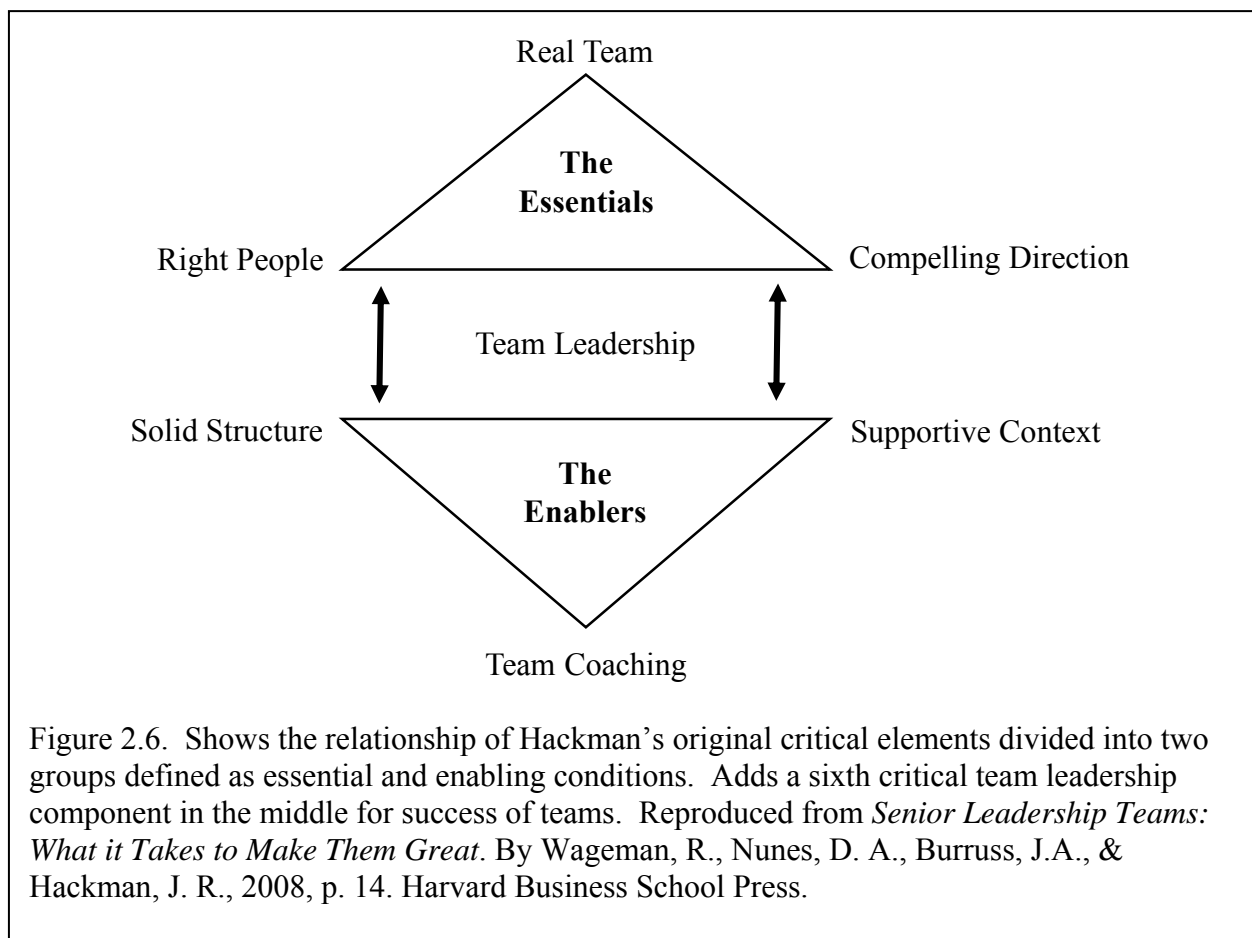 Real Team
The
Essentials
Right People
Compelling Direction
Team Leadership
Solid Structure
Supportive Context
The
Enablers
Team Coaching
Figure 2.6.  Shows the relationship of Hackman’s original critical elements divided into two
groups defined as essential and enabling conditions.  Adds a sixth critical team leadership
component in the middle for success of teams.  Reproduced from Senior Leadership Teams:
What it Takes to Make Them Great. By Wageman, R., Nunes, D. A., Burruss, J.A., &
Hackman, J. R., 2008, p. 14. Harvard Business School Press.